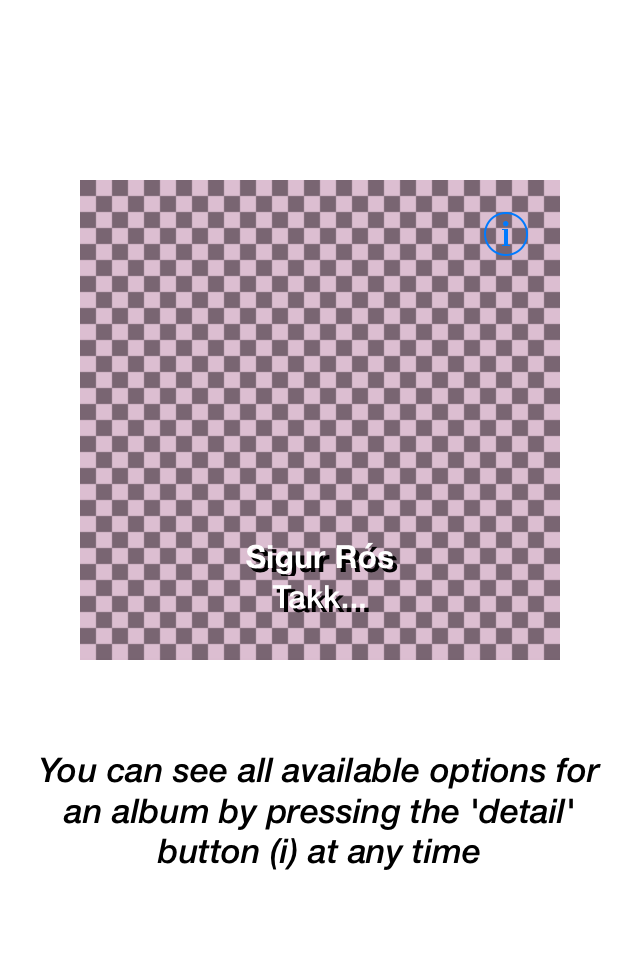 i
Sigur Rós
Takk...
You can see all available options for
an album by pressing the 'detail'
button (i) at any time